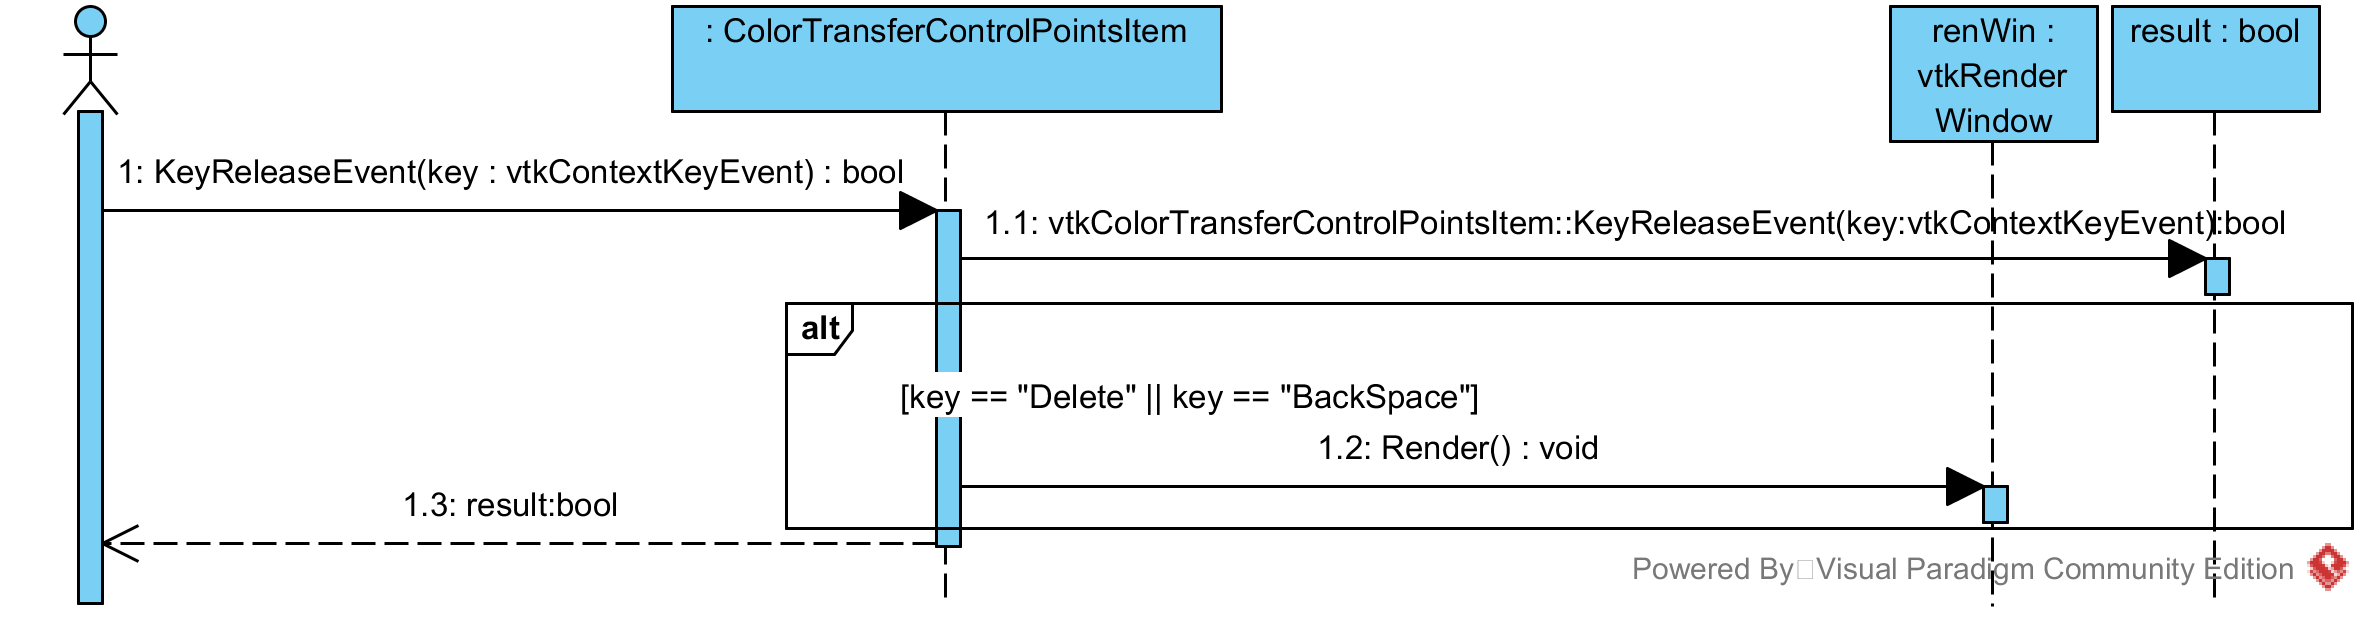 : ColorTransferControlPointsItem
renWin :
vtkRender
Window
result : bool
1: KeyReleaseEvent(key : vtkContextKeyEvent) : bool
1.1: vtkColorTransferControlPointsItem::KeyReleaseEvent(key:vtkContextKeyEvent):bool
alt
[key == "Delete" || key == "BackSpace"]
1.2: Render() : void
1.3: result:bool
Powered By Visual Paradigm Community Edition